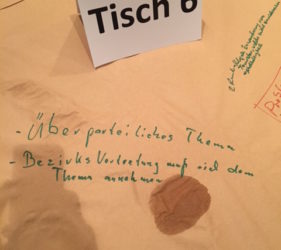 Tisch 6
- Überparteiliches Thema
- Bezirksvertretung muß sich dem
Thema annehmen